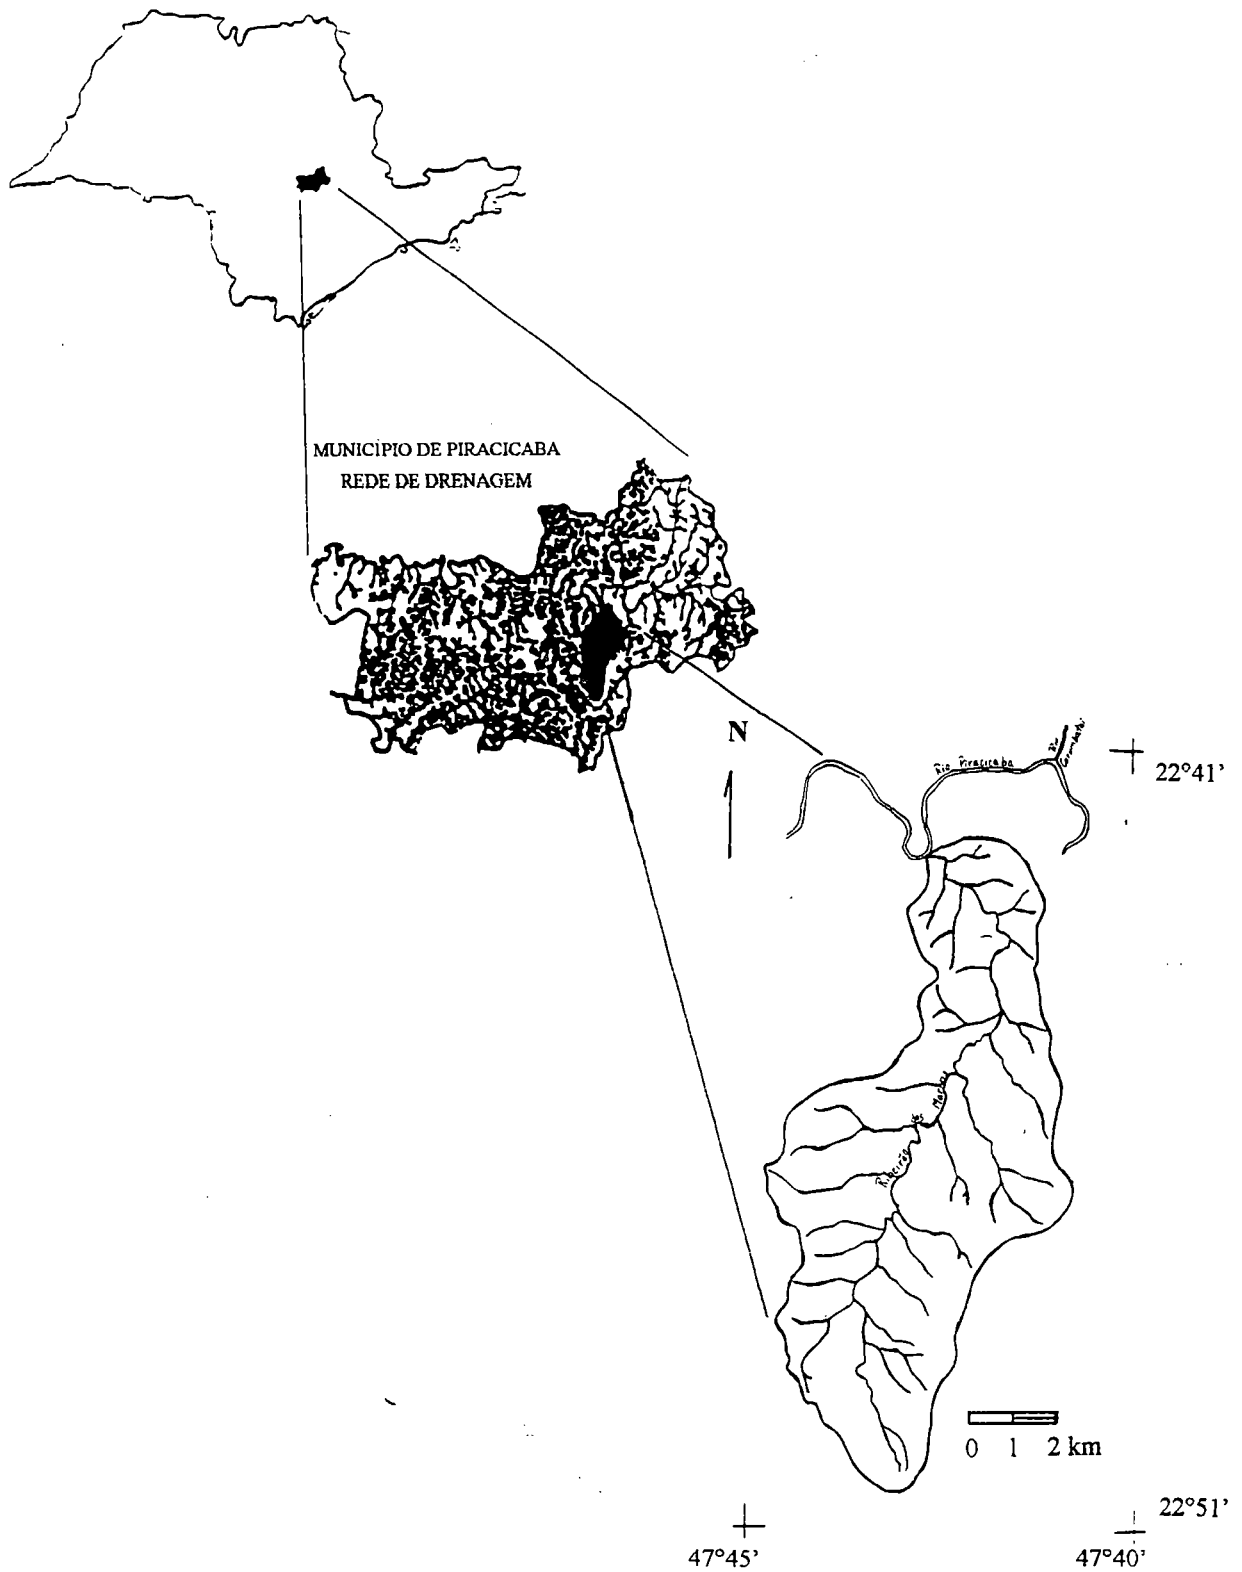 MUNICÍPIO DE PIRACICABA
REDE DE DRENAGEM
N
Rio Piracicaba
Rio
22°41'
Ribeirão dos Marins
0 1 2 km
22°51'
47°45'
47°40'